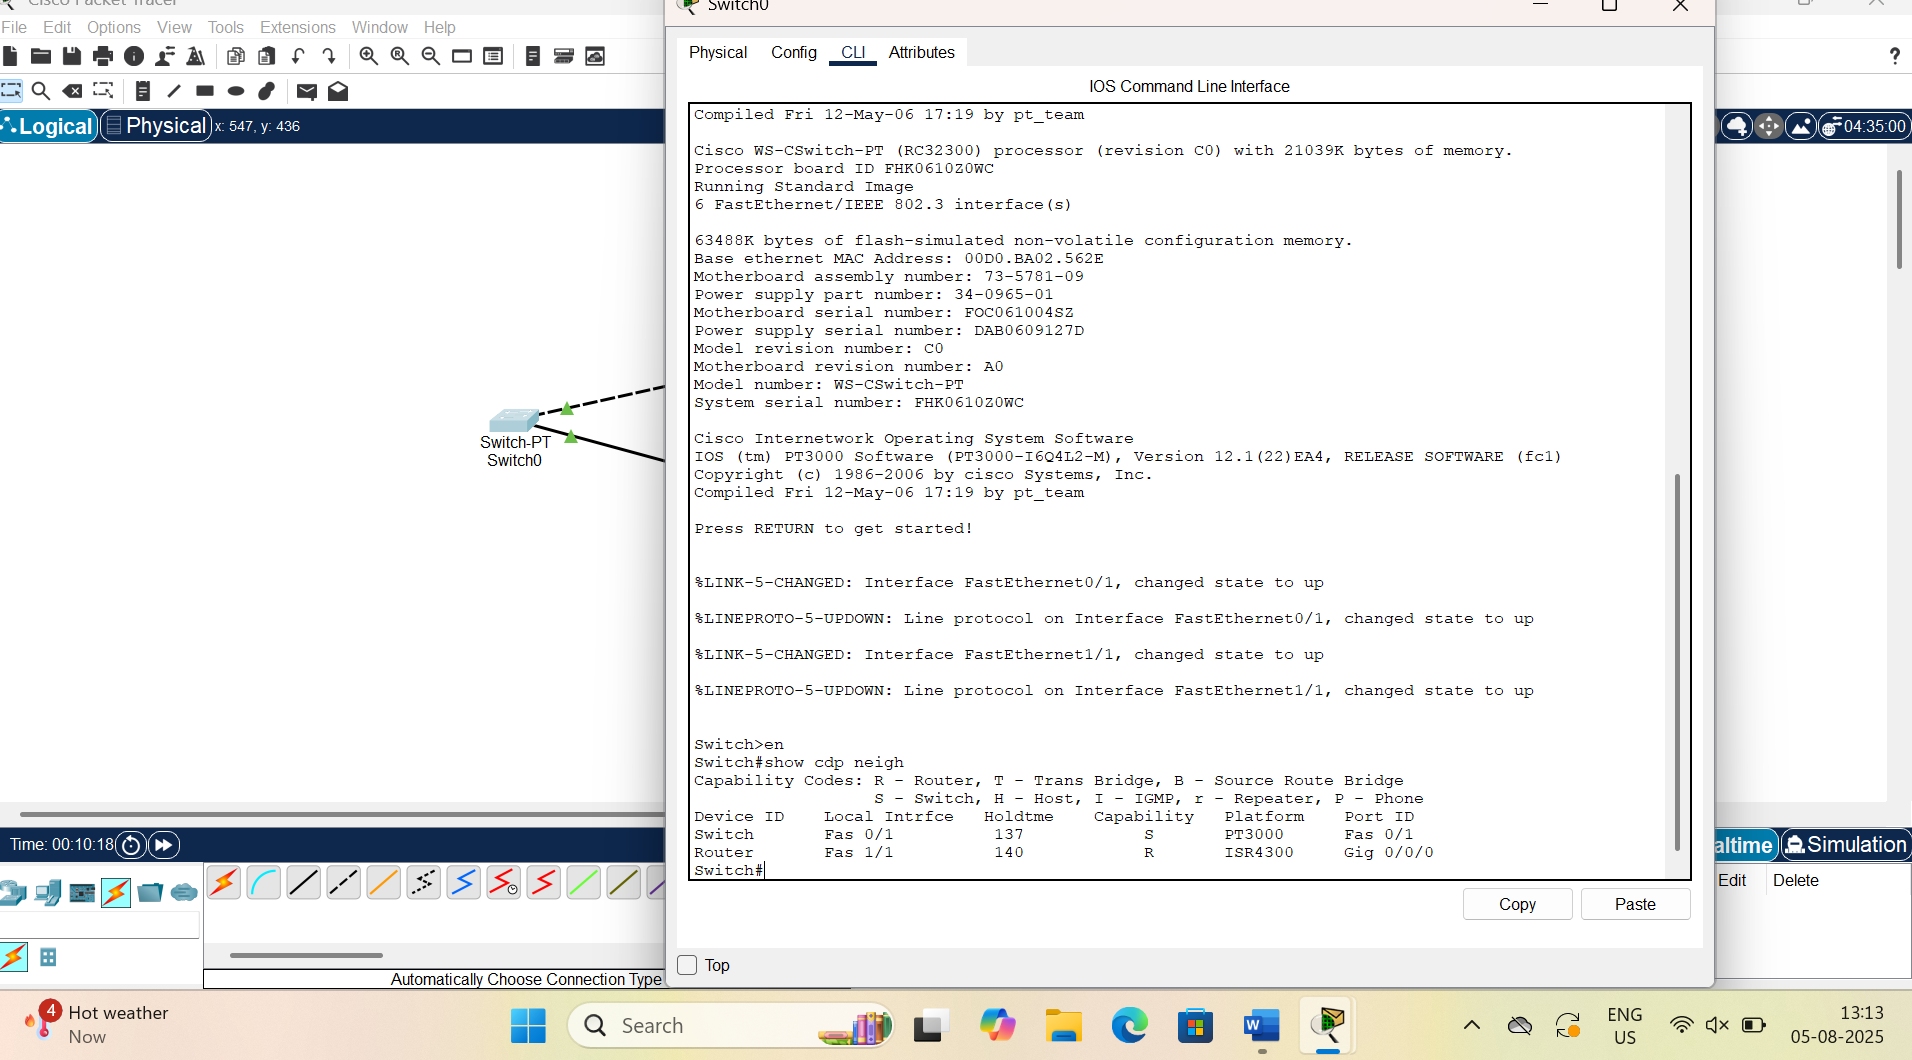 Cisco Packet Tracer
File Edit Options View Tools Extensions Window Help
Logical Physical x: 547, y: 436
04:35:00
Switch-PT
Switch0
Time: 00:10:18
Automatically Choose Connection Type
Switch0
Physical Config CLI Attributes
IOS Command Line Interface
Compiled Fri 12-May-06 17:19 by pt_team
Cisco WS-CSwitch-PT (RC32300) processor (revision C0) with 21039K bytes of memory.
Processor board ID FHK0610Z0WC
Running Standard Image
6 FastEthernet/IEEE 802.3 interface(s)
63488K bytes of flash-simulated non-volatile configuration memory.
Base ethernet MAC Address: 00D0.BA02.562E
Motherboard assembly number: 73-5781-09
Power supply part number: 34-0965-01
Motherboard serial number: FOC061004SZ
Power supply serial number: DAB0609127D
Model revision number: C0
Motherboard revision number: A0
Model number: WS-CSwitch-PT
System serial number: FHK0610Z0WC
Cisco Internetwork Operating System Software
IOS (tm) PT3000 Software (PT3000-I6Q4L2-M), Version 12.1(22)EA4, RELEASE SOFTWARE (fc1)
Copyright (c) 1986-2006 by cisco Systems, Inc.
Compiled Fri 12-May-06 17:19 by pt_team
Press RETURN to get started!
%LINK-5-CHANGED: Interface FastEthernet0/1, changed state to up
%LINEPROTO-5-UPDOWN: Line protocol on Interface FastEthernet0/1, changed state to up
%LINK-5-CHANGED: Interface FastEthernet1/1, changed state to up
%LINEPROTO-5-UPDOWN: Line protocol on Interface FastEthernet1/1, changed state to up
Switch>en
Switch#show cdp neigh
Capability Codes: R - Router, T - Trans Bridge, B - Source Route Bridge
S - Switch, H - Host, I - IGMP, r - Repeater, P - Phone
Device ID Local Intrfce Holdtme Capability Platform Port ID
Switch Fas 0/1 137 S PT3000 Fas 0/1
Router Fas 1/1 140 R ISR4300 Gig 0/0/0
Switch#
Copy Paste
Top
altime Simulation
Edit Delete
4
Hot weather
Now
Search
ENG
US
13:13
05-08-2025